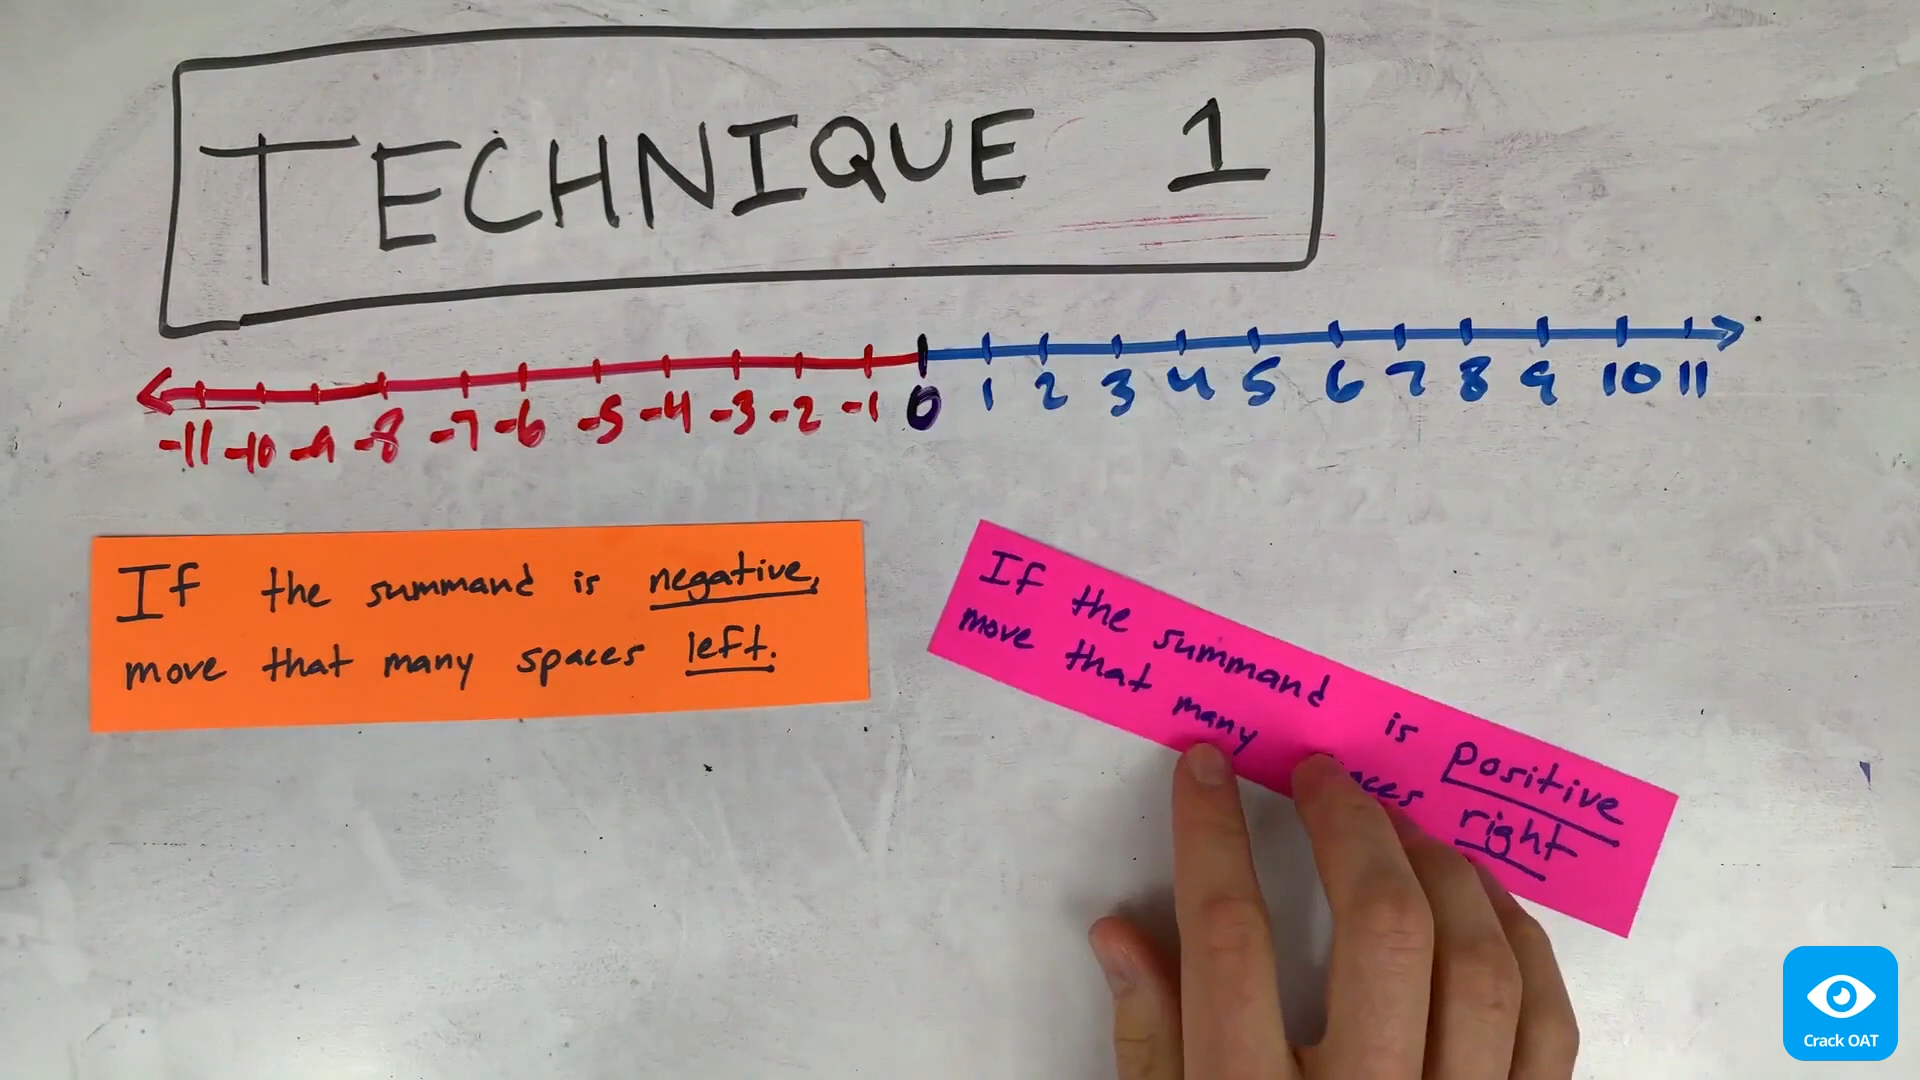 TECHNIQUE 1
-11 -10 -9 -8 -7 -6 -5 -4 -3 -2 -1 0 1 2 3 4 5 6 7 8 9 10 11
If the summand is negative,
move that many spaces left.
If the summand is positive
move that many right
Crack OAT